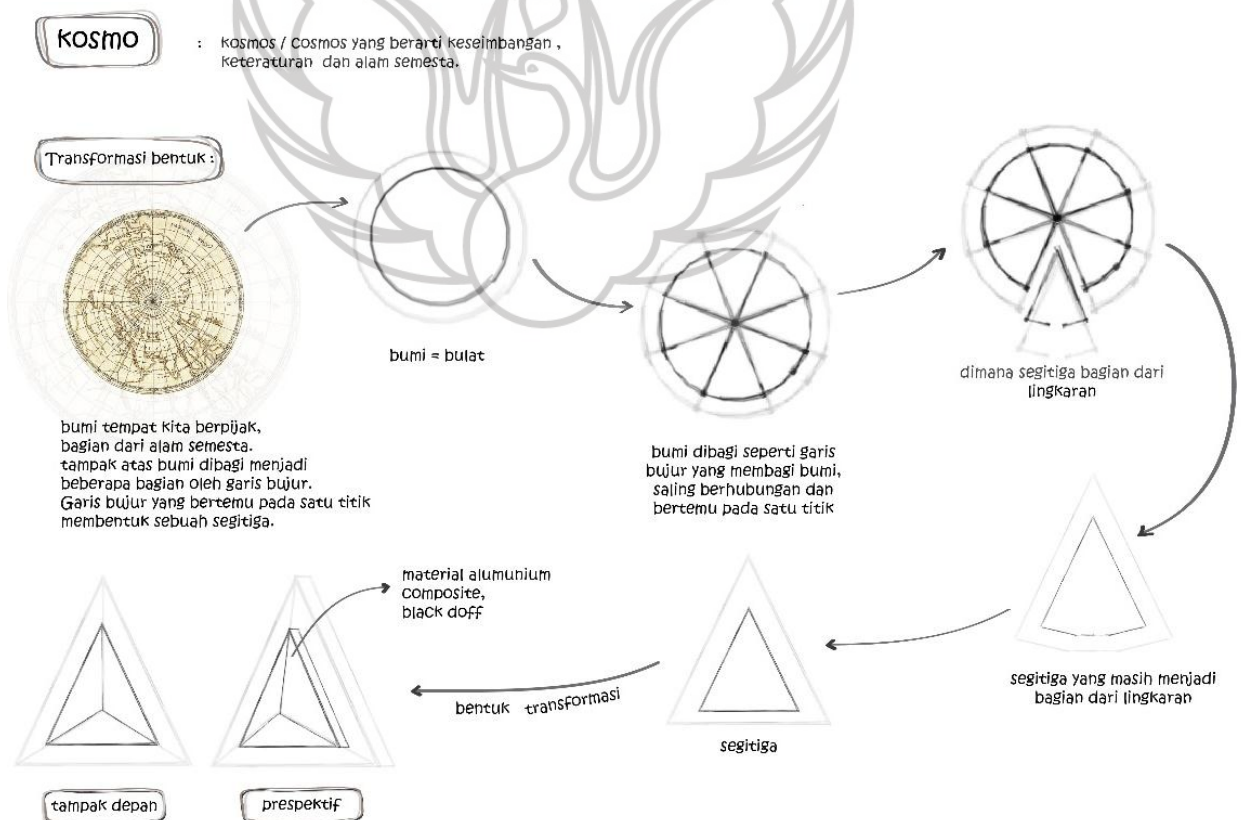 Kosmo
: Kosmos / Cosmos yang berarti keseimbangan ,
keteraturan dan alam semesta.
Transformasi bentuk :
bumi = bulat
dimana segitiga bagian dari
lingkaran
bumi tempat kita berpijak,
bagian dari alam semesta.
tampak atas bumi dibagi menjadi
beberapa bagian oleh garis bujur.
Garis bujur yang bertemu pada satu titik
membentuk sebuah segitiga.
bumi dibagi seperti garis
bujur yang membagi bumi,
saling berhubungan dan
bertemu pada satu titik
segitiga yang masih menjadi
bagian dari lingkaran
segitiga
bentuk transformasi
material alumunium
composite,
black doff
tampak depan
prespektif